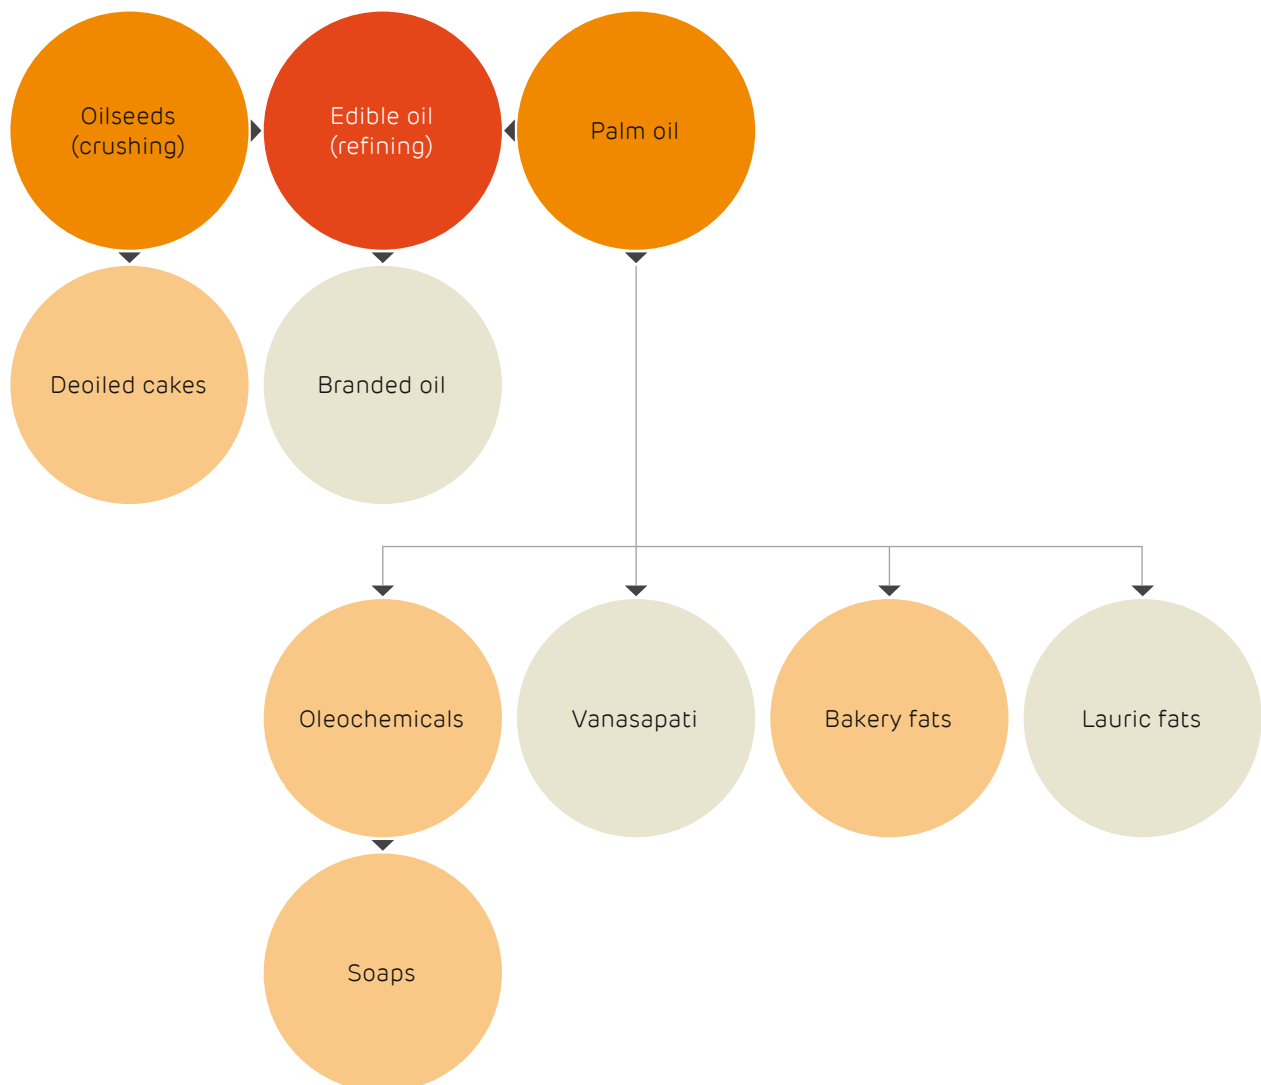 Oilseeds
(crushing)
Edible oil
(refining)
Palm oil
Deoiled cakes
Branded oil
Oleochemicals
Vanasapati
Bakery fats
Lauric fats
Soaps